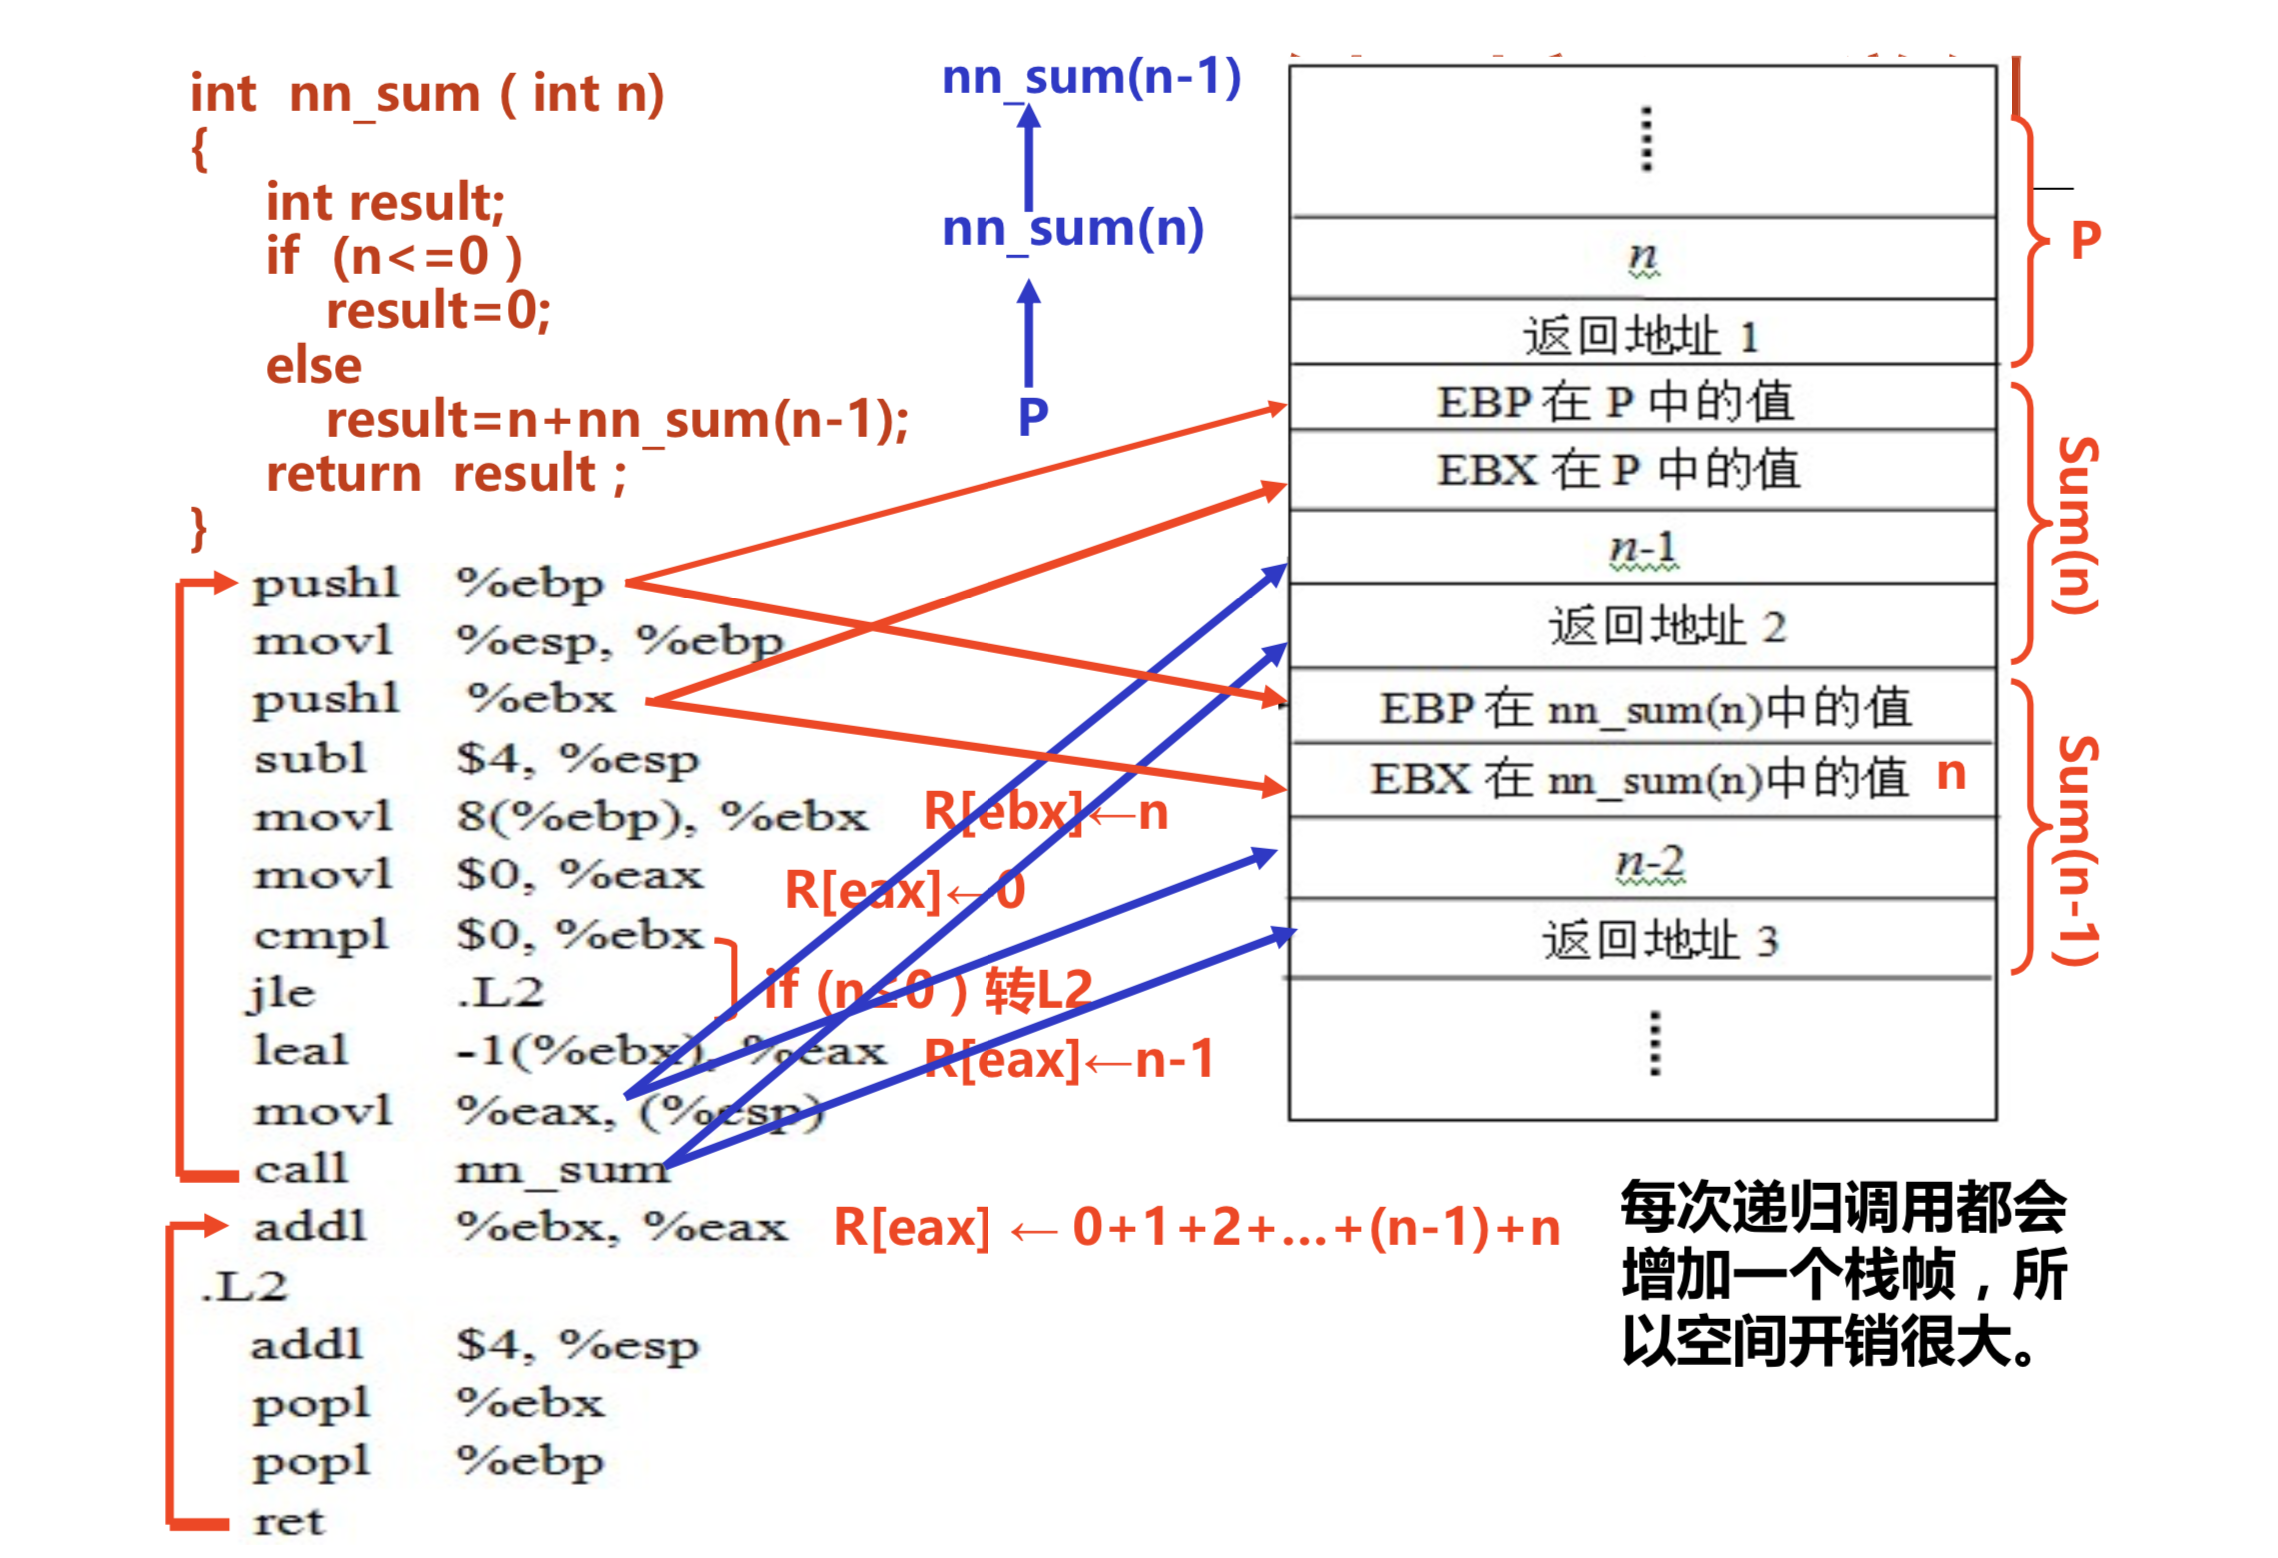 int nn_sum ( int n)
{
int result;
if (n<=0 )
result=0;
else
result=n+nn_sum(n-1);
return result ;
}
nn_sum(n-1)
nn_sum(n)
P
pushl %ebp
movl %esp, %ebp
pushl %ebx
subl $4, %esp
movl 8(%ebp), %ebx
R[ebx]←n
movl $0, %eax
R[eax]←0
cmpl $0, %ebx
jle .L2
if (n≤0 ) 转L2
leal -1(%ebx), %eax
R[eax]←n-1
movl %eax, (%esp)
call nn_sum
addl %ebx, %eax
R[eax] ← 0+1+2+...+(n-1)+n
.L2
addl $4, %esp
popl %ebx
popl %ebp
ret
n
返回地址 1
EBP 在 P 中的值
EBX 在 P 中的值
n-1
返回地址 2
EBP 在 nn_sum(n)中的值
EBX 在 nn_sum(n)中的值 n
n-2
返回地址 3
P
Sum(n)
Sum(n-1)
每次递归调用都会
增加一个栈帧，所
以空间开销很大。